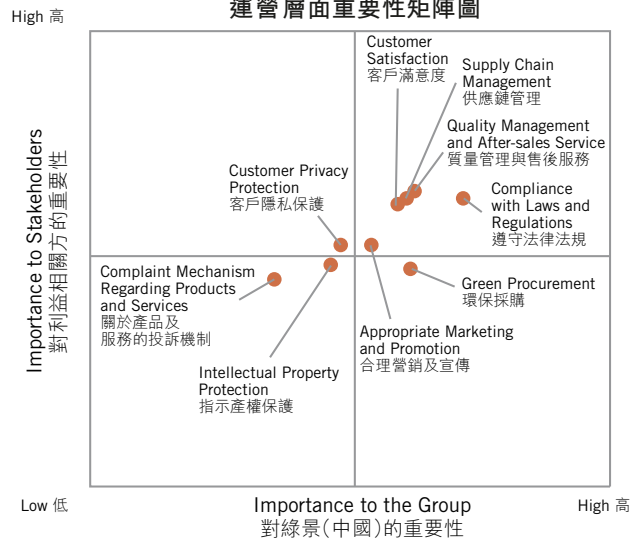 運營層面重要性矩陣圖
High 高
Customer
Satisfaction
客戶滿意度
Supply Chain
Management
供應鏈管理
Quality Management
and After-sales Service
質量管理與售後服務
Customer Privacy
Protection
客戶隱私保護
Compliance
with Laws and
Regulations
遵守法律法規
Importance to Stakeholders
對利益相關方的重要性
Complaint Mechanism
Regarding Products
and Services
關於產品及
服務的投訴機制
Green Procurement
環保採購
Appropriate Marketing
and Promotion
合理營銷及宣傳
Intellectual Property
Protection
指示產權保護
Low 低
Importance to the Group
對綠景(中國)的重要性
High 高